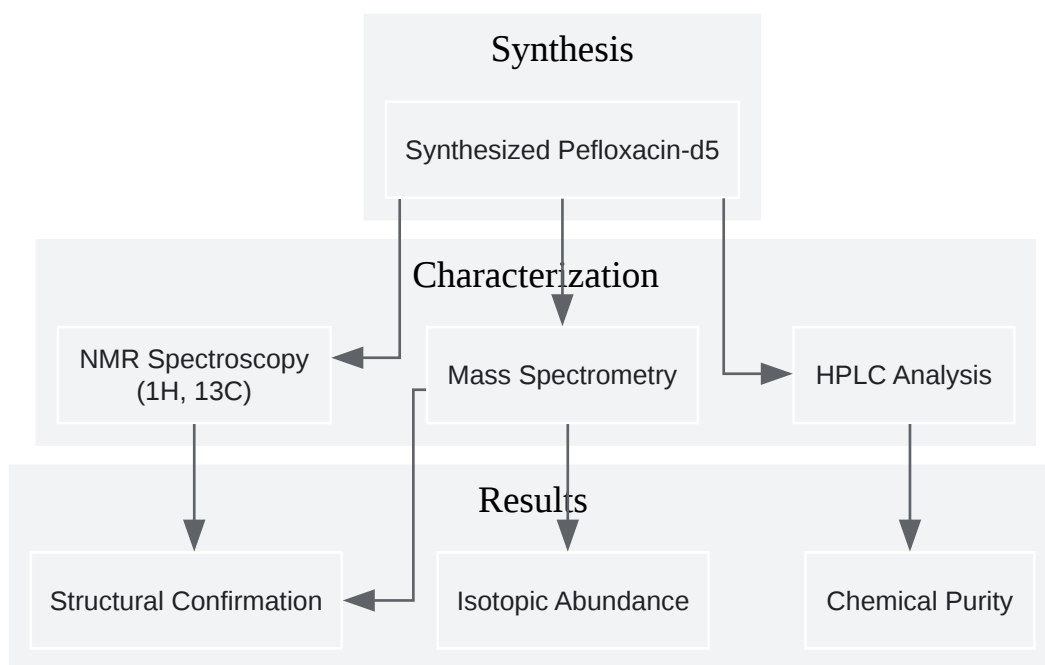 Synthesis
Synthesized Pefloxacin-d5
Characterization
NMR Spectroscopy
(1H, 13C)
Mass Spectrometry
HPLC Analysis
Results
Structural Confirmation
Isotopic Abundance
Chemical Purity